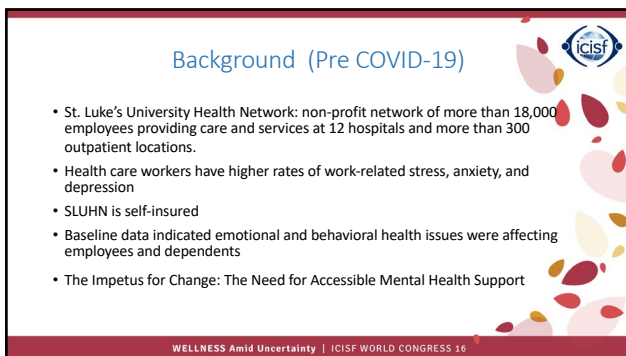 icisf
Background (Pre COVID-19)
• St. Luke's University Health Network: non-profit network of more than 18,000
employees providing care and services at 12 hospitals and more than 300
outpatient locations.
• Health care workers have higher rates of work-related stress, anxiety, and
depression
• SLUHN is self-insured
• Baseline data indicated emotional and behavioral health issues were affecting
employees and dependents
• The Impetus for Change: The Need for Accessible Mental Health Support
WELLNESS Amid Uncertainty | ICISF WORLD CONGRESS 16